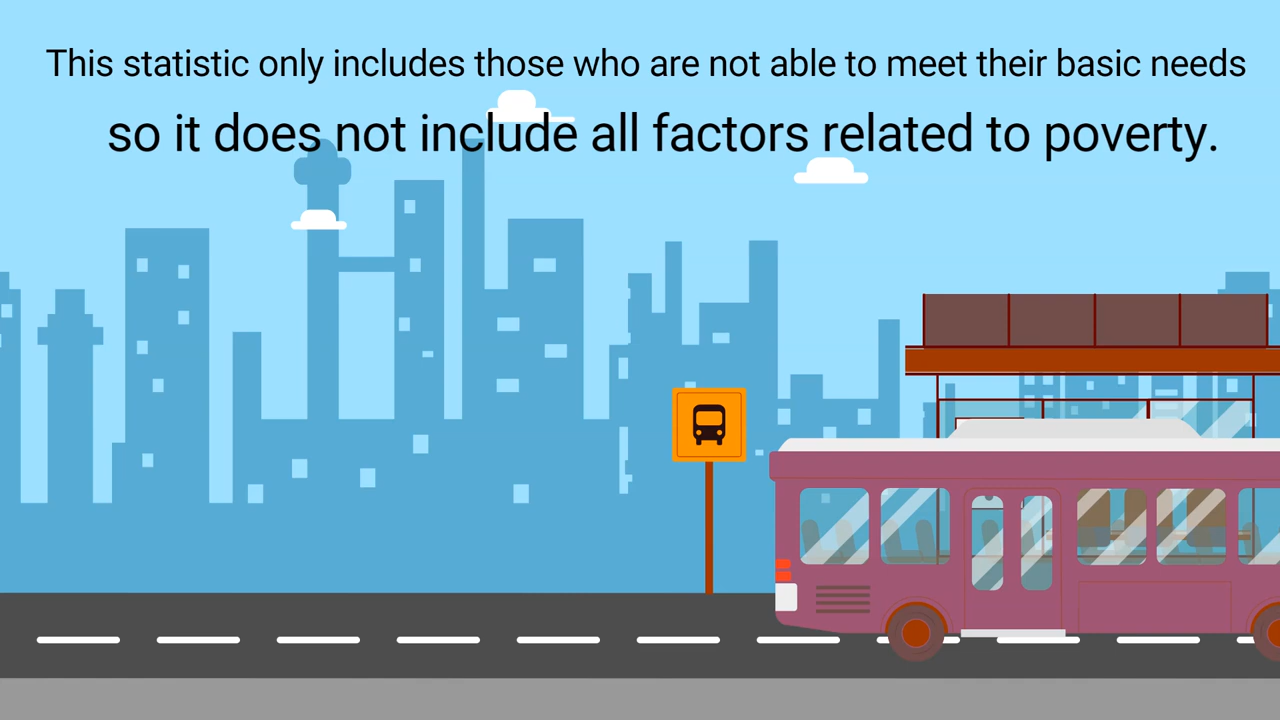 This statistic only includes those who are not able to meet their basic needs
so it does not include all factors related to poverty.